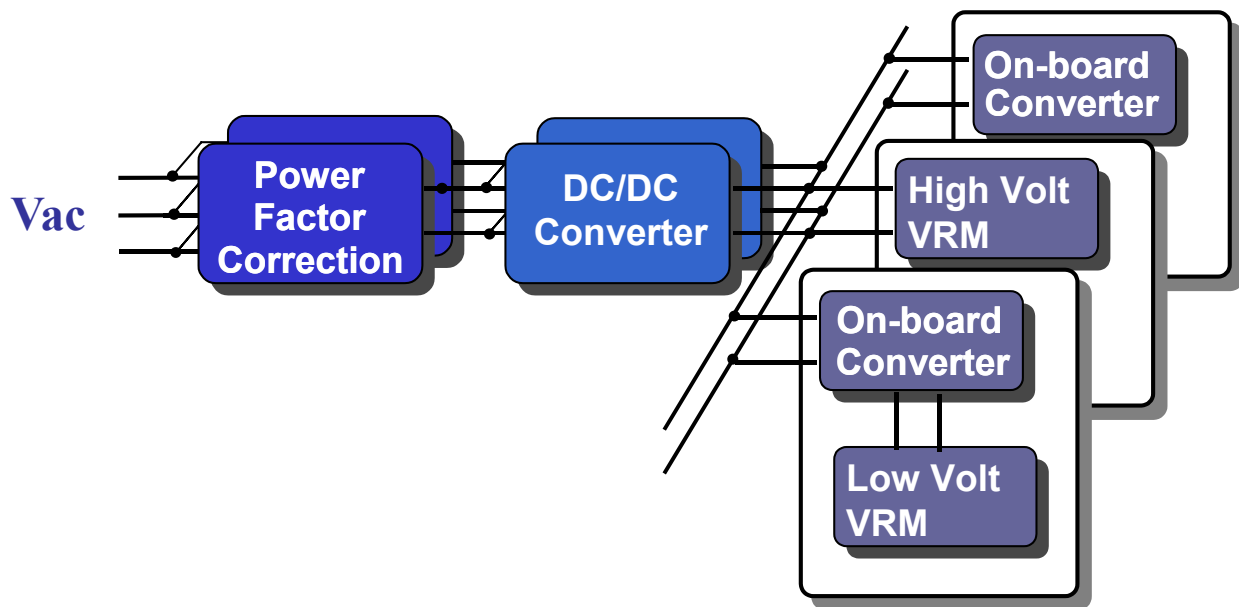 Vac
Power
Factor
Correction
DC/DC
Converter
On-board
Converter
High Volt
VRM
On-board
Converter
Low Volt
VRM